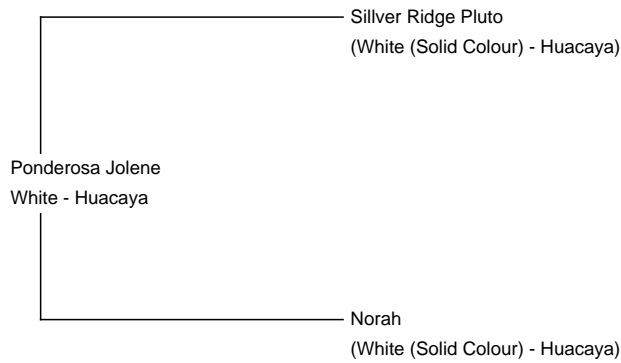 Sillver Ridge Pluto
(White (Solid Colour) - Huacaya)
Ponderosa Jolene
White - Huacaya
Norah
(White (Solid Colour) - Huacaya)